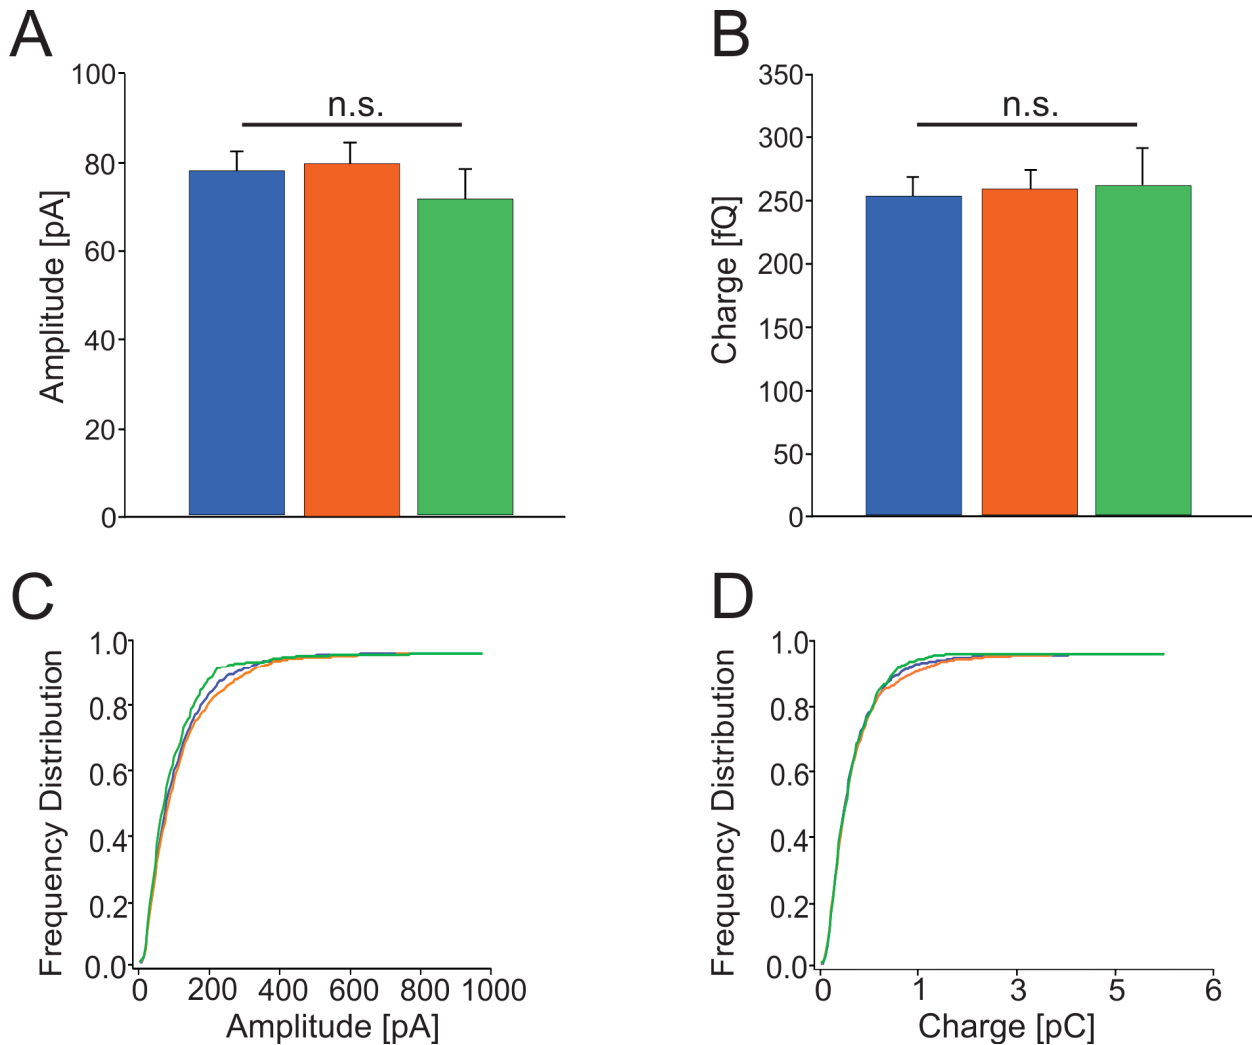 A
100
80
60
40
20
0
Amplitude [pA]
n.s.
B
350
300
250
200
250
150
100
50
0
Charge [fQ]
n.s.
C
1.0
0.8
0.6
0.4
0.2
0.0
Frequency Distribution
0 200 400 600 800 1000
Amplitude [pA]
D
1.0
0.8
0.6
0.4
0.2
0.0
Frequency Distribution
0 1 3 5 6
Charge [pC]